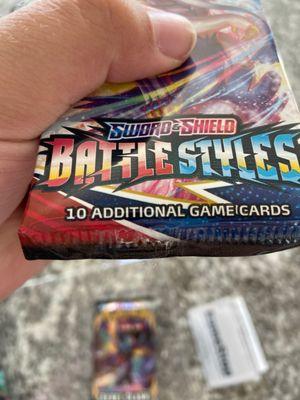 SWORD & SHIELD
BATTLE STYLES
10 ADDITIONAL GAME CARDS